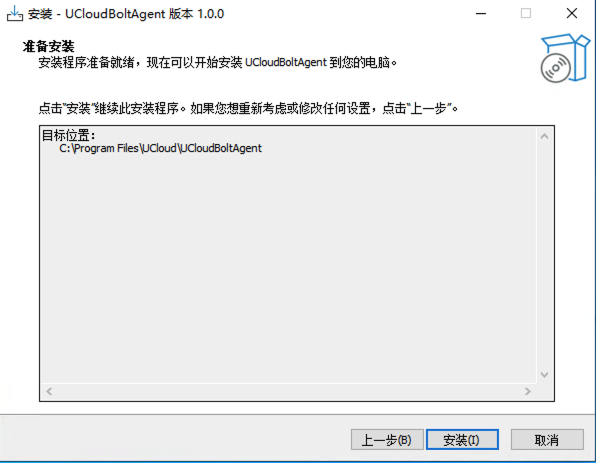 安装 - UCloudBoltAgent 版本 1.0.0
准备安装
安装程序准备就绪，现在可以开始安装 UCloudBoltAgent 到您的电脑。
点击“安装”继续此安装程序。如果您想重新考虑或修改任何设置，点击“上一步”。
目标位置：
C:\Program Files\UCloud\UCloudBoltAgent
上一步(B) 安装(I) 取消